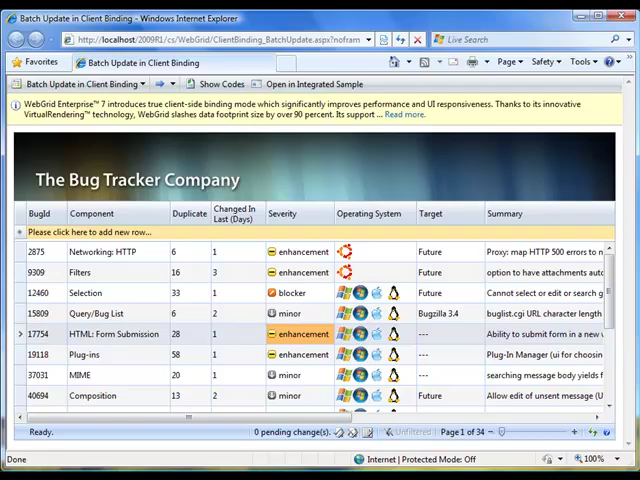 Batch Update in Client Binding - Windows Internet Explorer
http://localhost/2009R1/cs/WebGrid/ClientBinding_BatchUpdate.aspx?nofram
Live Search
Favorites Batch Update in Client Binding Page Safety Tools
Batch Update in Client Binding Show Codes Open in Integrated Sample
WebGrid Enterprise™ 7 introduces true client-side binding mode which significantly improves performance and UI responsiveness. Thanks to its innovative
VirtualRendering™ technology, WebGrid slashes data footprint size by over 90 percent. Its support ... Read more.
The Bug Tracker Company
BugId Component Duplicate Changed In Last (Days) Severity Operating System Target Summary
Please click here to add new row...
2875 Networking: HTTP 6 1 enhancement Future Proxy: map HTTP 500 errors to n
9309 Filters 16 3 enhancement Future option to have attachments auto
12460 Selection 33 1 blocker Future Cannot select or edit or search g
15809 Query/Bug List 6 2 minor Bugzilla 3.4 buglist.cgi URL character length
17754 HTML: Form Submission 28 1 enhancement --- Ability to submit form in a new
19118 Plug-ins 58 1 enhancement --- Plug-In Manager (ui for choosing
37031 MIME 20 1 minor --- searching message body yields f
40694 Composition 13 2 minor Future Allow edit of unsent message (U
Ready. 0 pending change(s). Unfiltered Page 1 of 34
Done Internet | Protected Mode: Off 100%